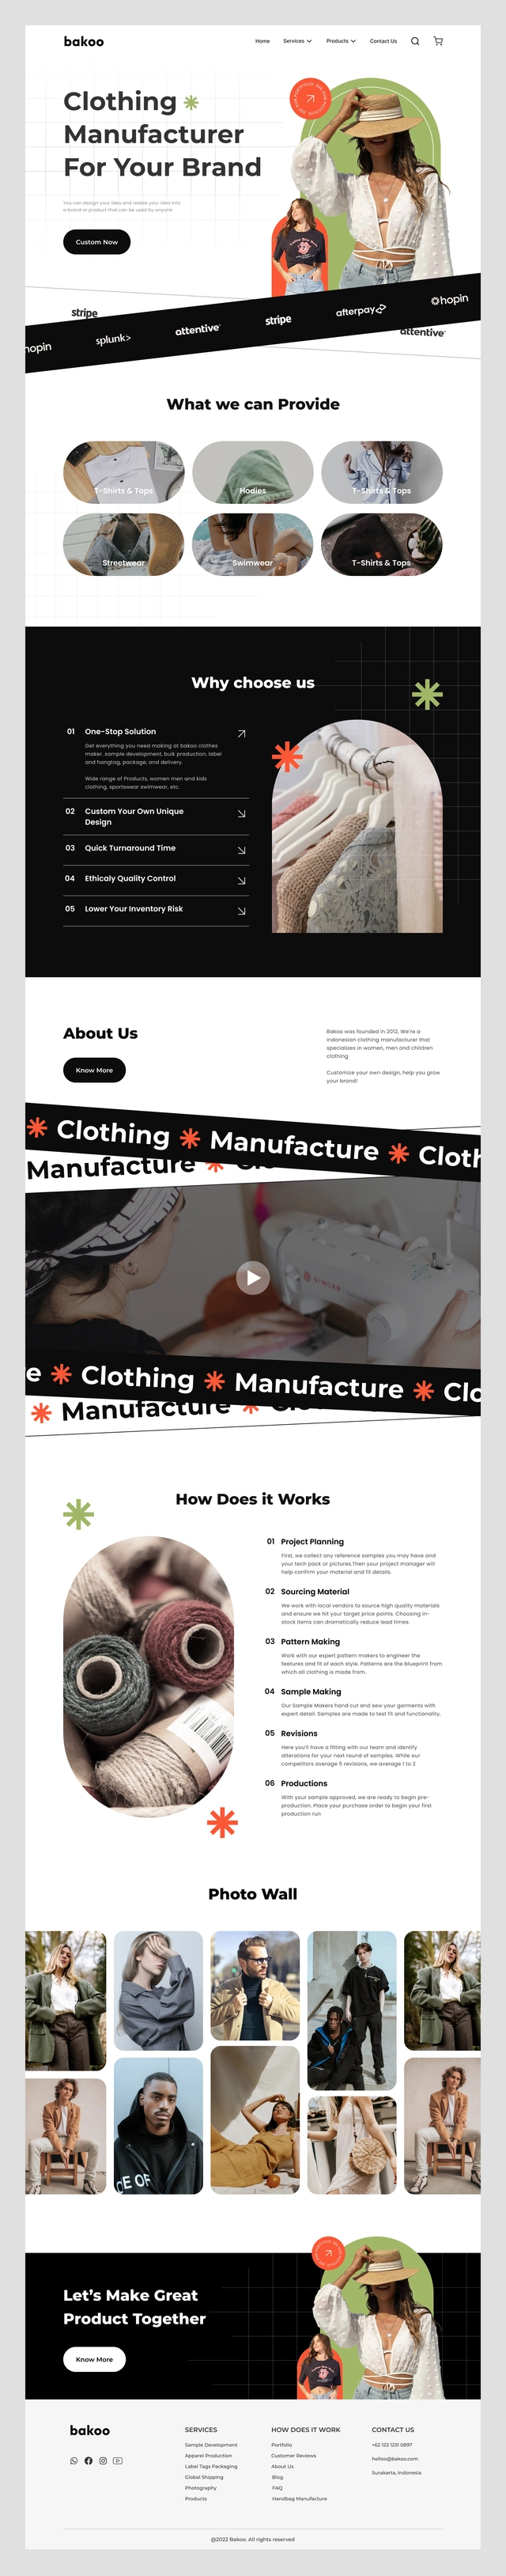 bakoo
Home Services Products Contact Us
Clothing
Manufacturer
For Your Brand
You can design your idea and realize your idea into
a brand or product that can be used by anyone
Custom Now
stripe
hopin
splunk>
attentive
stripe
afterpay
hopin
attentive
What we can Provide
T-Shirts & Tops
Hodies
T-Shirts & Tops
Streetwear
Swimwear
T-Shirts & Tops
Why choose us
01 One-Stop Solution
Get everything you need making at bakoo clothes
maker. sample development, bulk production, label
and hangtag, package, and delivery.
Wide range of Products, women men and kids
clothing, sportswear swimwear, etc.
02 Custom Your Own Unique
Design
03 Quick Turnaround Time
04 Ethicaly Quality Control
05 Lower Your Inventory Risk
About Us
Know More
Bakoo was founded in 2012, We're a
Indonesian clothing manufacturer that
specializes in women, men and children
clothing
Customize your own design, help you grow
your brand!
Clothing Manufacture Cloth
Manufacture
SINGER
e Clothing Manufacture Clo
Manufacture
How Does it Works
01 Project Planning
First, we collect any reference samples you may have and
your tech pack or pictures.Then your project manager will
help confirm your material and fit details.
02 Sourcing Material
We work with local vendors to source high quality materials
and ensure we hit your target price points. Choosing in-
stock items can dramatically reduce lead times.
03 Pattern Making
Work with our expert pattern makers to engineer the
features and fit of each style. Patterns are the blueprint from
which all clothing is made from.
04 Sample Making
Our Sample Makers hand cut and sew your garments with
expert detail. Samples are made to test fit and functionality.
05 Revisions
Here you'll have a fitting with our team and identify
alterations for your next round of samples. While our
competitors average 5 revisions, we average 1 to 2
06 Productions
With your sample approved, we are ready to begin pre-
production. Place your purchase order to begin your first
production run
Photo Wall
CE OF
Let's Make Great
Product Together
Know More
bakoo
SERVICES
Sample Development
Apparel Production
Label Tags Packaging
Global Shipping
Photography
Products
HOW DOES IT WORK
Portfolio
Customer Reviews
About Us
Blog
FAQ
Handbag Manufacture
CONTACT US
+62 123 1231 0897
helloo@bakoo.com
Surakarta, Indonesia
@2022 Bakoo. All rights reserved